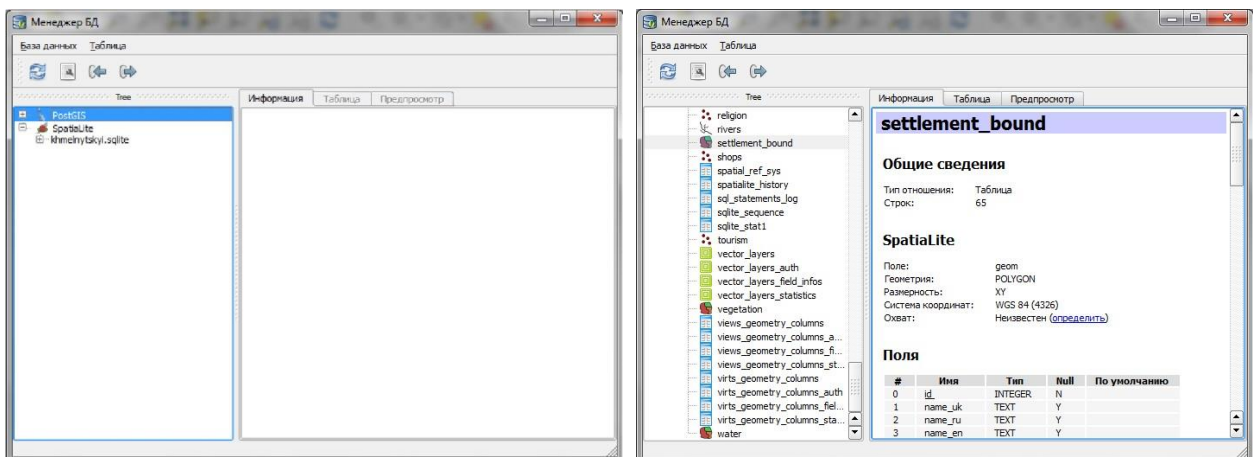 Менеджер БД
База данных Таблица
Tree
Информация Таблица Предпросмотр
PostGIS
SpatiaLite
khmelnytskyi.sqlite
Менеджер БД
База данных Таблица
Tree
religion
rivers
settlement_bound
shops
spatial_ref_sys
spatialite_history
sql_statements_log
sqlite_sequence
sqlite_stat1
tourism
vector_layers
vector_layers_auth
vector_layers_field_infos
vector_layers_statistics
vegetation
views_geometry_columns
views_geometry_columns_a...
views_geometry_columns_fi...
views_geometry_columns_st...
virts_geometry_columns
virts_geometry_columns_auth
virts_geometry_columns_fiel...
virts_geometry_columns_sta...
water
Информация Таблица Предпросмотр
settlement_bound
Общие сведения
Тип отношения: Таблица
Строк: 65
SpatiaLite
Поле: geom
Геометрия: POLYGON
Размерность: XY
Система координат: WGS 84 (4326)
Охват: Неизвестен (определить)
Поля
# Имя Тип Null По умолчанию
0 id INTEGER N
1 name_uk TEXT Y
2 name_ru TEXT Y
3 name_en TEXT Y